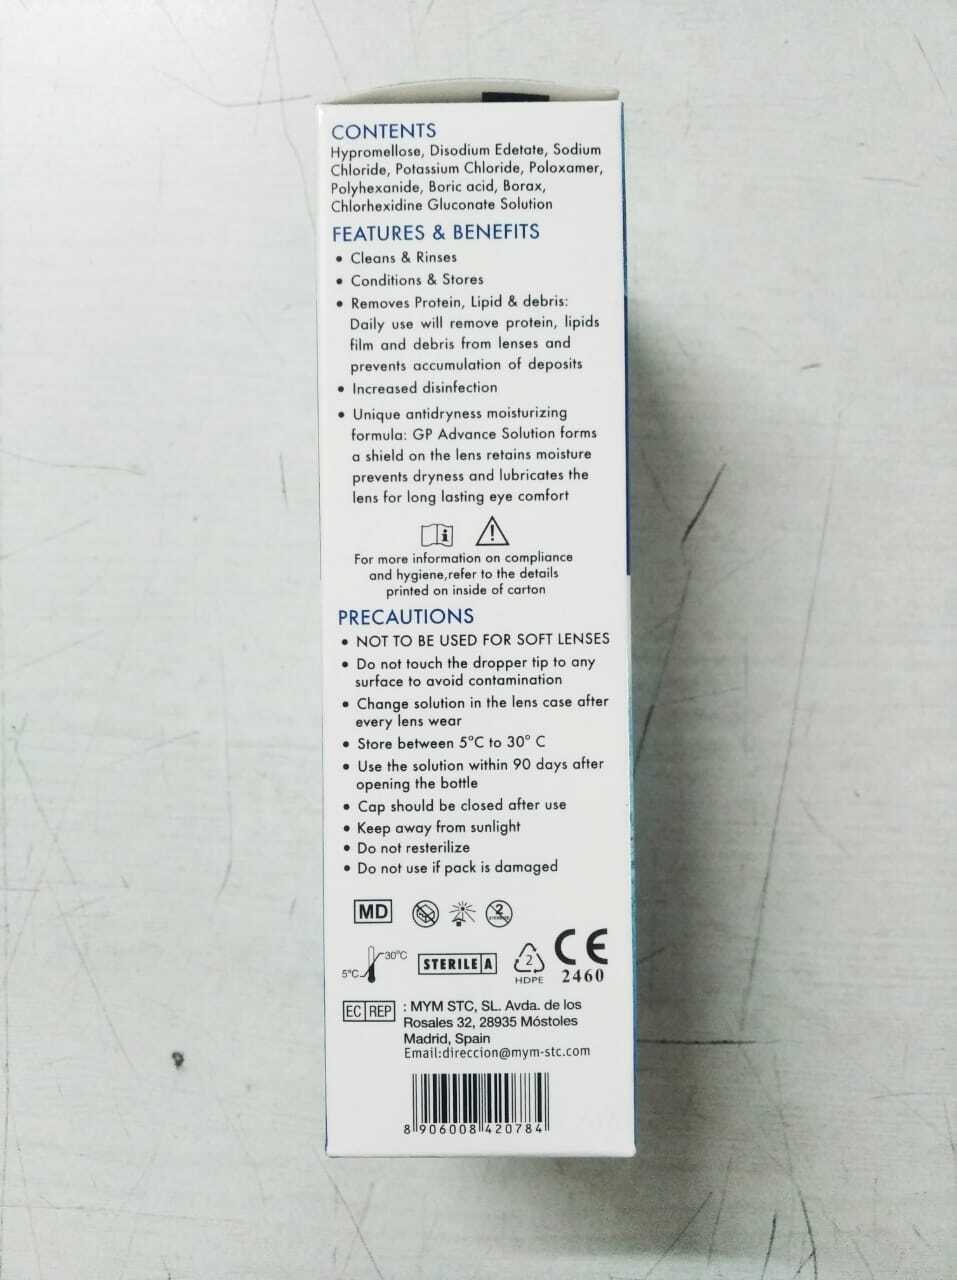 CONTENTS
Hypromellose, Disodium Edetate, Sodium
Chloride, Potassium Chloride, Poloxamer,
Polyhexanide, Boric acid, Borax,
Chlorhexidine Gluconate Solution
FEATURES & BENEFITS
• Cleans & Rinses
• Conditions & Stores
• Removes Protein, Lipid & debris:
Daily use will remove protein, lipids
film and debris from lenses and
prevents accumulation of deposits
• Increased disinfection
• Unique antidryness moisturizing
formula: GP Advance Solution forms
a shield on the lens retains moisture
prevents dryness and lubricates the
lens for long lasting eye comfort
For more information on compliance
and hygiene,refer to the details
printed on inside of carton
PRECAUTIONS
• NOT TO BE USED FOR SOFT LENSES
• Do not touch the dropper tip to any
surface to avoid contamination
• Change solution in the lens case after
every lens wear
• Store between 5°C to 30° C
• Use the solution within 90 days after
opening the bottle
• Cap should be closed after use
• Keep away from sunlight
• Do not resterilize
• Do not use if pack is damaged
MD 2
5°C 30°C STERILE A 2 HDPE CE 2460
EC REP : MYM STC, SL. Avda. de los
Rosales 32, 28935 Móstoles
Madrid, Spain
Email:direccion@mym-stc.com
8 906008 420784